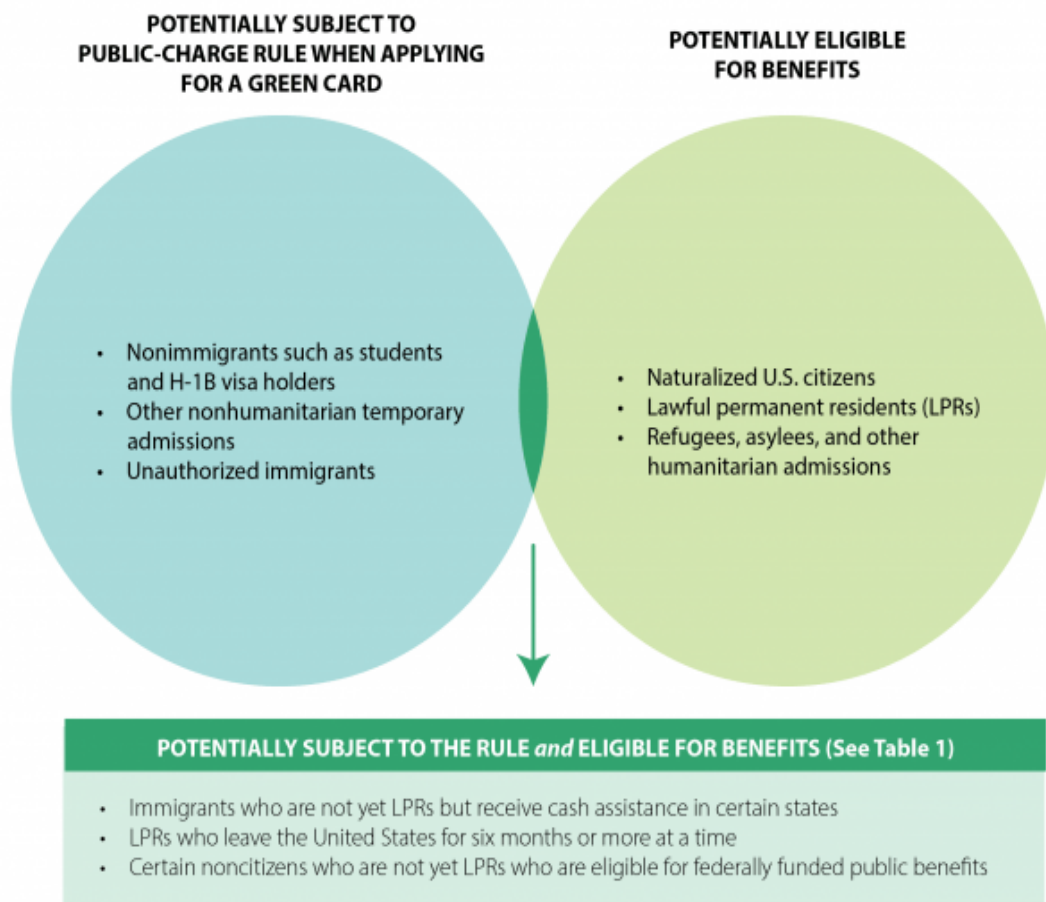 POTENTIALLY SUBJECT TO
PUBLIC-CHARGE RULE WHEN APPLYING
FOR A GREEN CARD
POTENTIALLY ELIGIBLE
FOR BENEFITS
• Nonimmigrants such as students
and H-1B visa holders
• Other nonhumanitarian temporary
admissions
• Unauthorized immigrants
• Naturalized U.S. citizens
• Lawful permanent residents (LPRs)
• Refugees, asylees, and other
humanitarian admissions
POTENTIALLY SUBJECT TO THE RULE and ELIGIBLE FOR BENEFITS (See Table 1)
• Immigrants who are not yet LPRs but receive cash assistance in certain states
• LPRs who leave the United States for six months or more at a time
• Certain noncitizens who are not yet LPRs who are eligible for federally funded public benefits